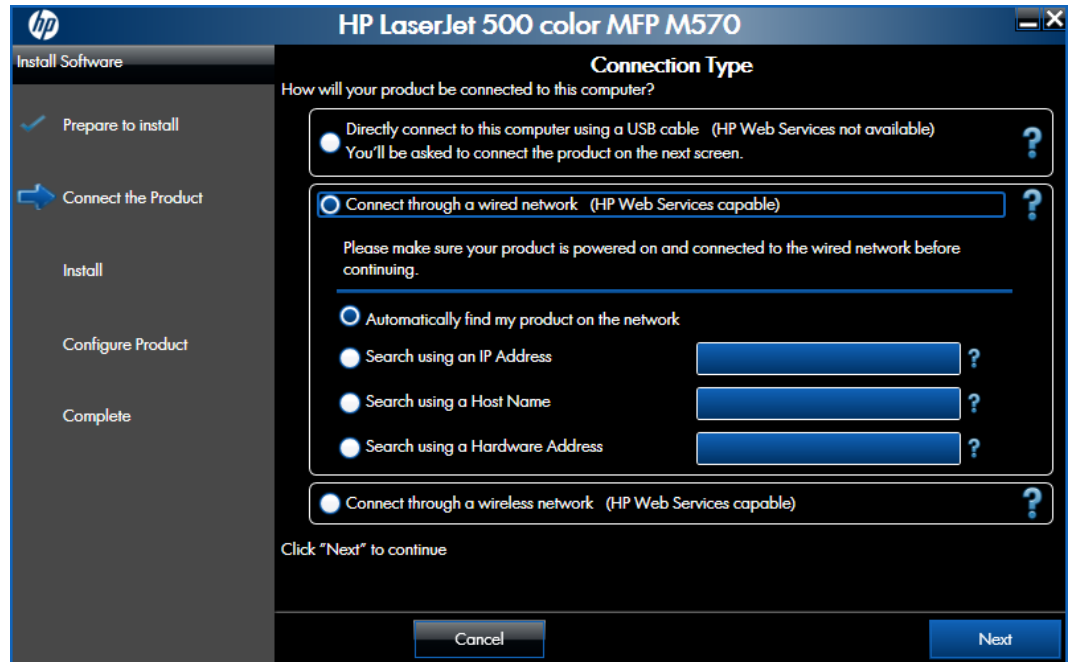 hp
HP LaserJet 500 color MFP M570
Install Software
Connection Type
How will your product be connected to this computer?
Prepare to install
Connect the Product
Install
Configure Product
Complete
Directly connect to this computer using a USB cable (HP Web Services not available)
You'll be asked to connect the product on the next screen.
?
Connect through a wired network (HP Web Services capable)
?
Please make sure your product is powered on and connected to the wired network before
continuing.
Automatically find my product on the network
Search using an IP Address
?
Search using a Host Name
?
Search using a Hardware Address
?
Connect through a wireless network (HP Web Services capable)
?
Click "Next" to continue
Cancel
Next